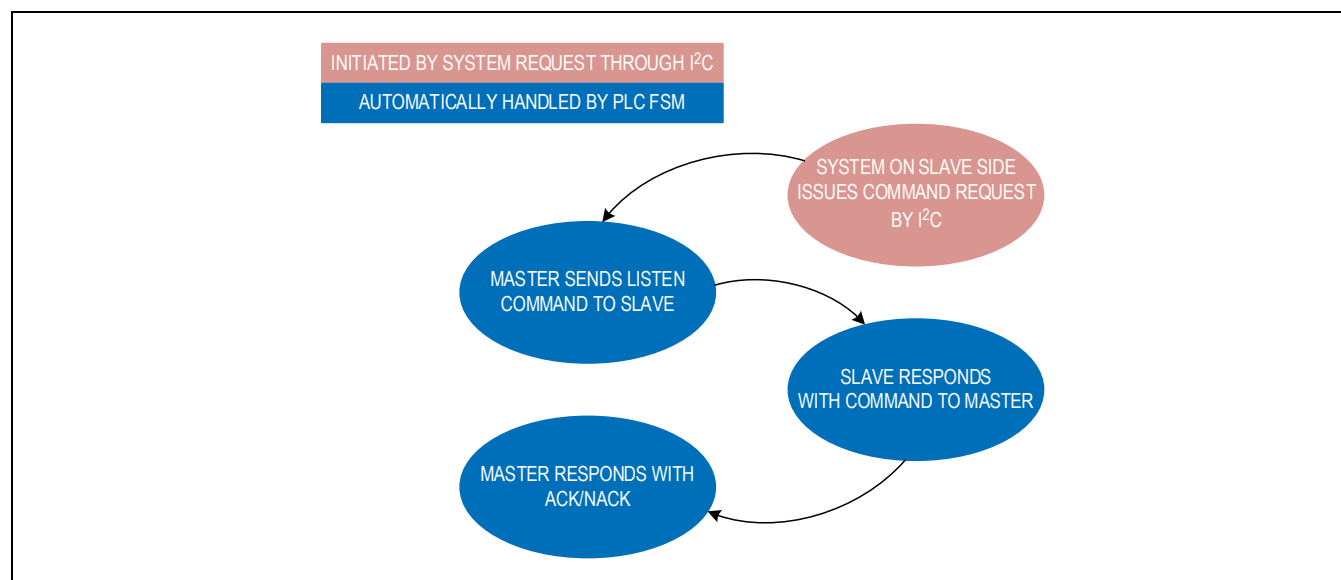 INITIATED BY SYSTEM REQUEST THROUGH I²C
AUTOMATICALLY HANDLED BY PLC FSM
SYSTEM ON SLAVE SIDE
ISSUES COMMAND REQUEST
BY I²C
MASTER SENDS LISTEN
COMMAND TO SLAVE
SLAVE RESPONDS
WITH COMMAND TO MASTER
MASTER RESPONDS WITH
ACK/NACK